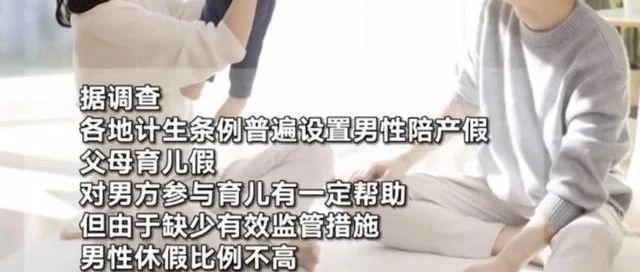 据调查
各地计生条例普遍设置男性陪产假
父母育儿假
对男方参与育儿有一定帮助
但由于缺少有效监管措施
男性休假比例不高